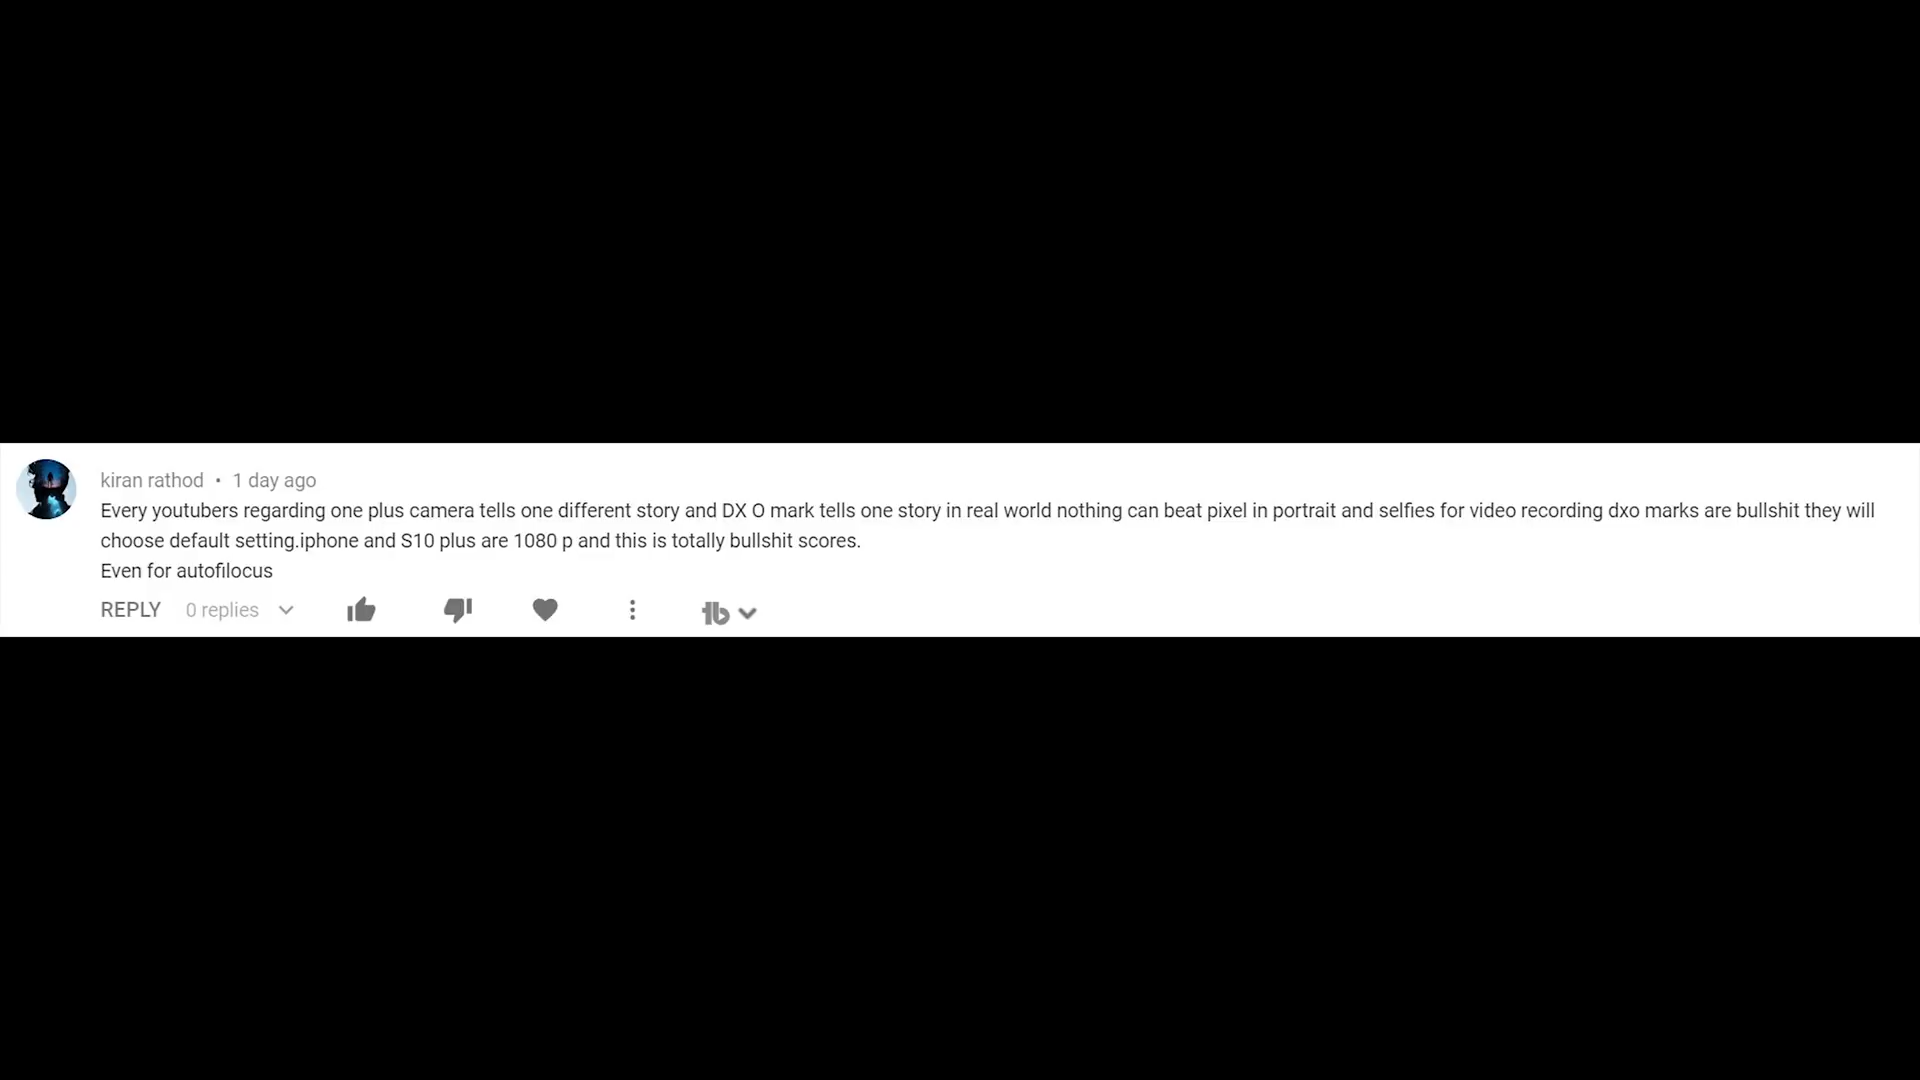 kiran rathod • 1 day ago
Every youtubers regarding one plus camera tells one different story and DX O mark tells one story in real world nothing can beat pixel in portrait and selfies for video recording dxo marks are bullshit they will
choose default setting.iphone and S10 plus are 1080 p and this is totally bullshit scores.
Even for autofilocus
REPLY 0 replies
tb